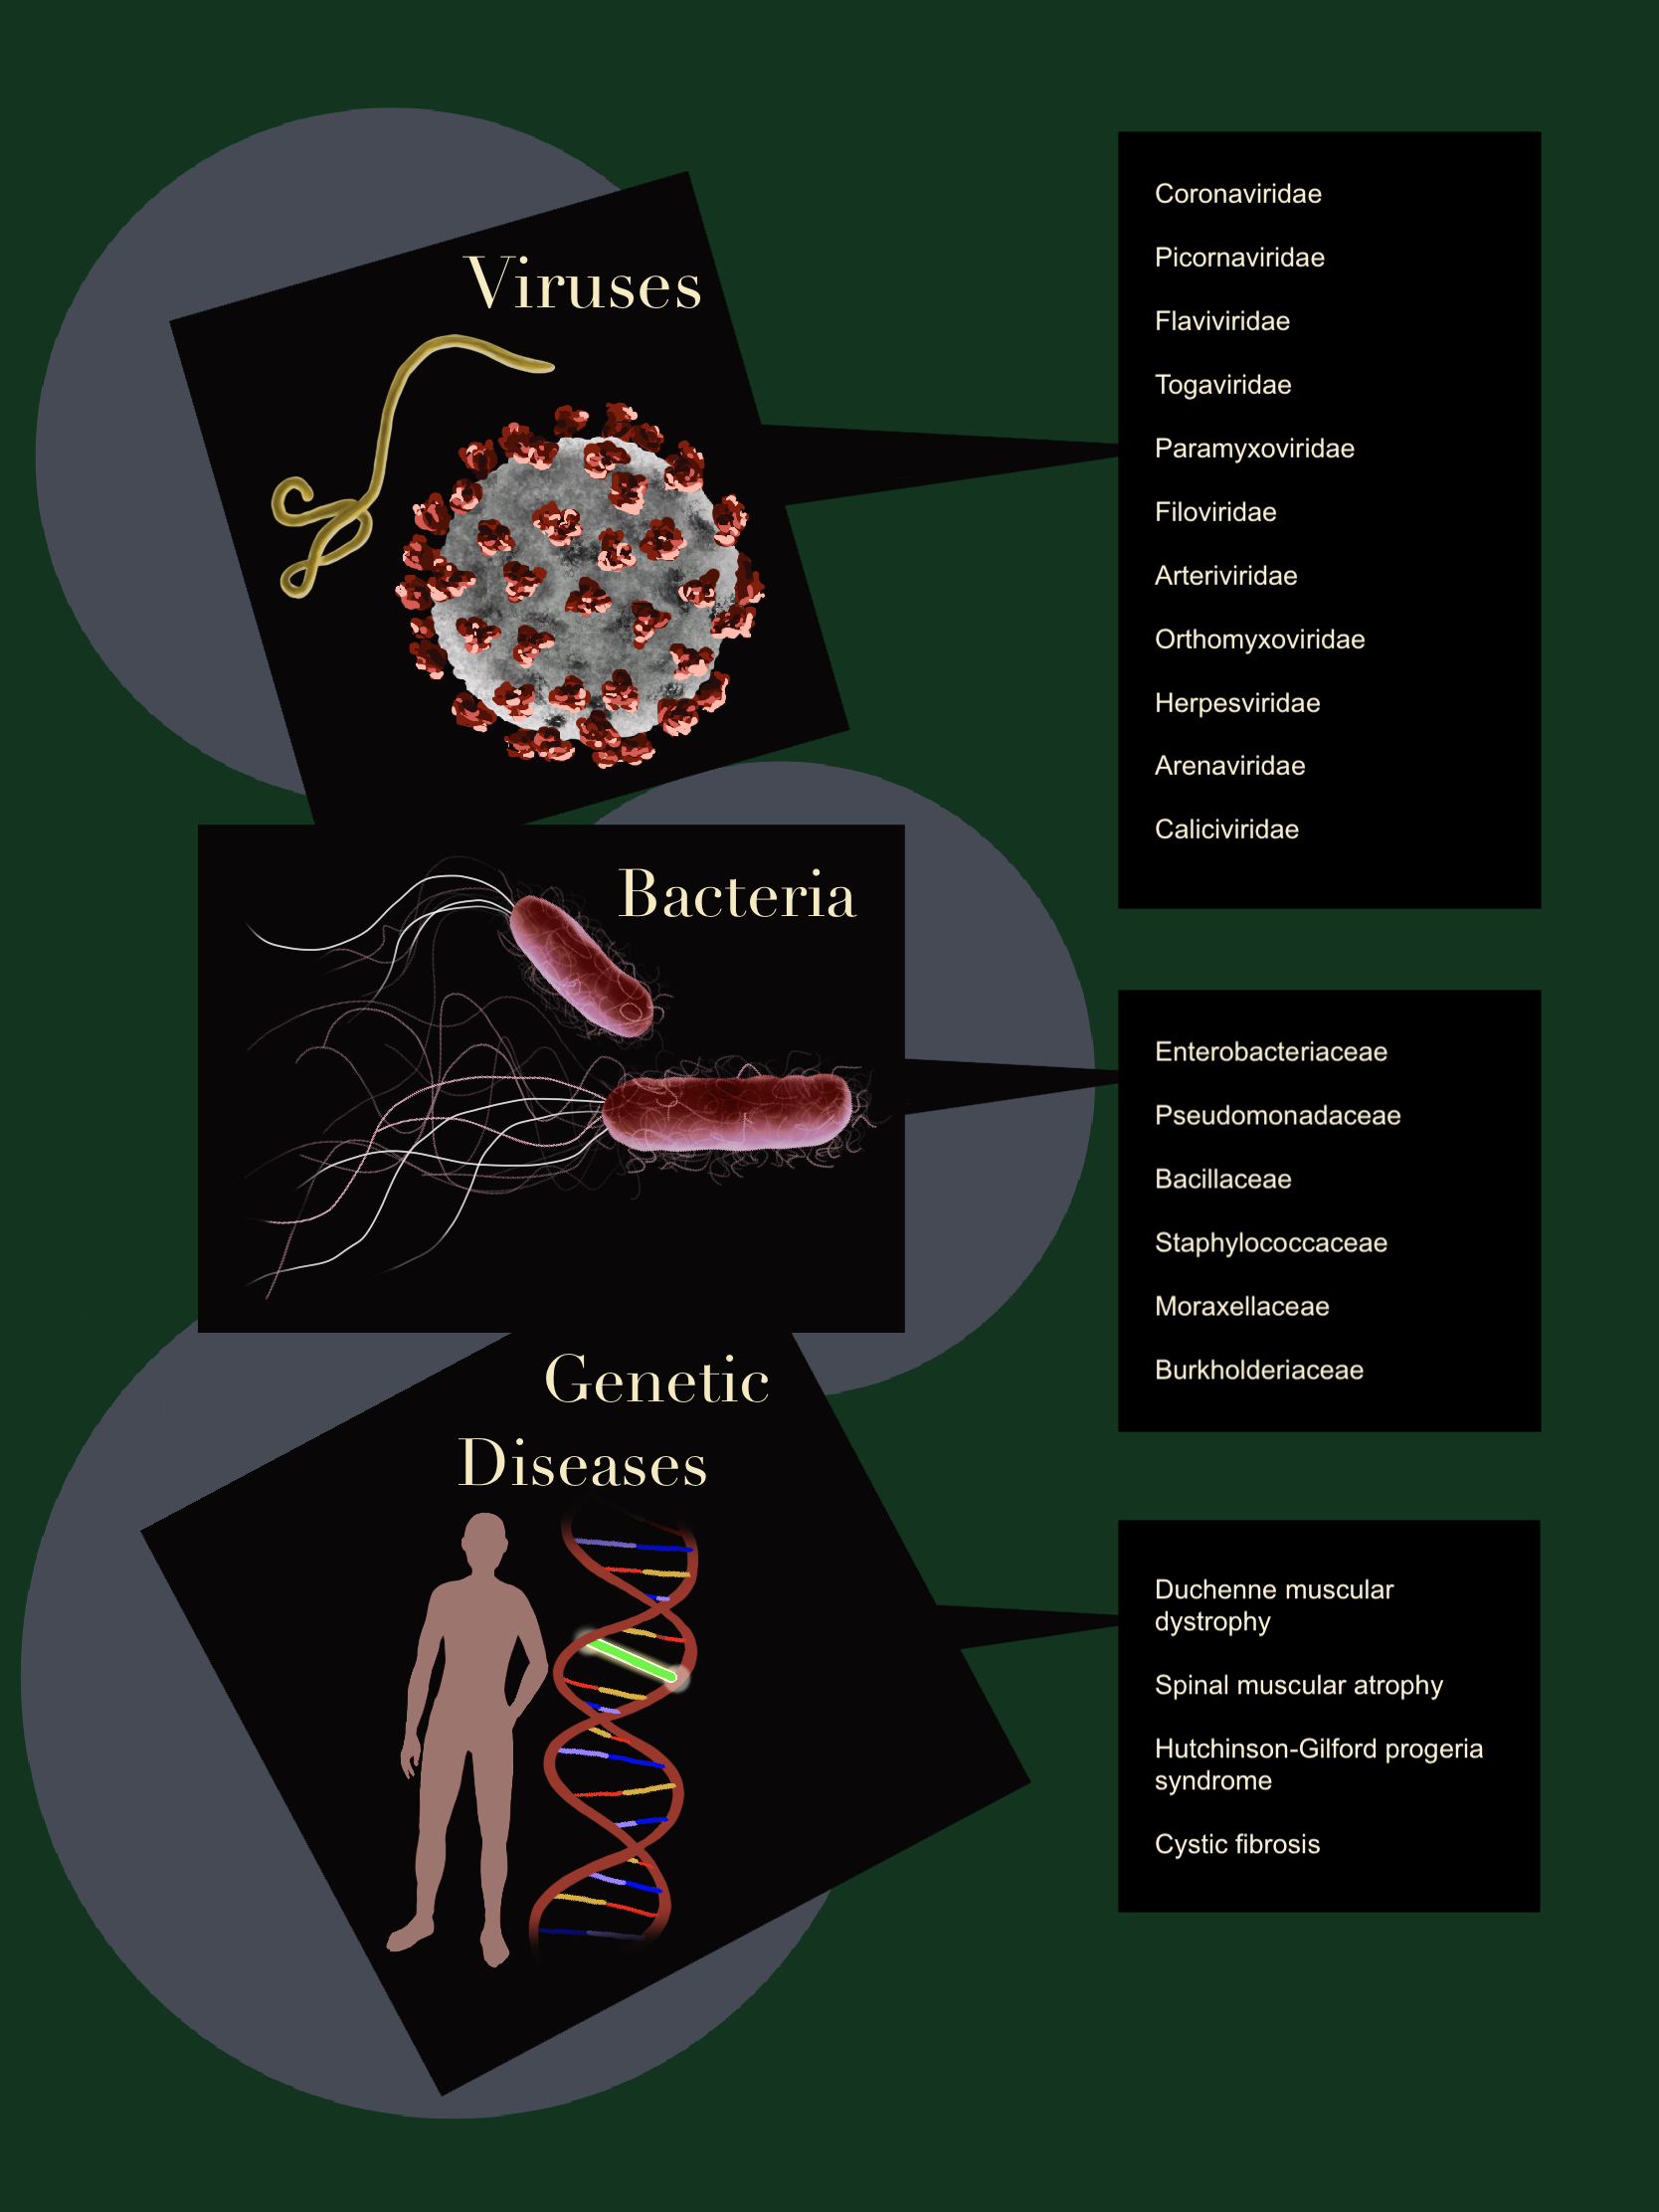 Viruses
Coronaviridae
Picornaviridae
Flaviviridae
Togaviridae
Paramyxoviridae
Filoviridae
Arteriviridae
Orthomyxoviridae
Herpesviridae
Arenaviridae
Caliciviridae
Bacteria
Enterobacteriaceae
Pseudomonadaceae
Bacillaceae
Staphylococcaceae
Moraxellaceae
Burkholderiaceae
Genetic
Diseases
Duchenne muscular
dystrophy
Spinal muscular atrophy
Hutchinson-Gilford progeria
syndrome
Cystic fibrosis